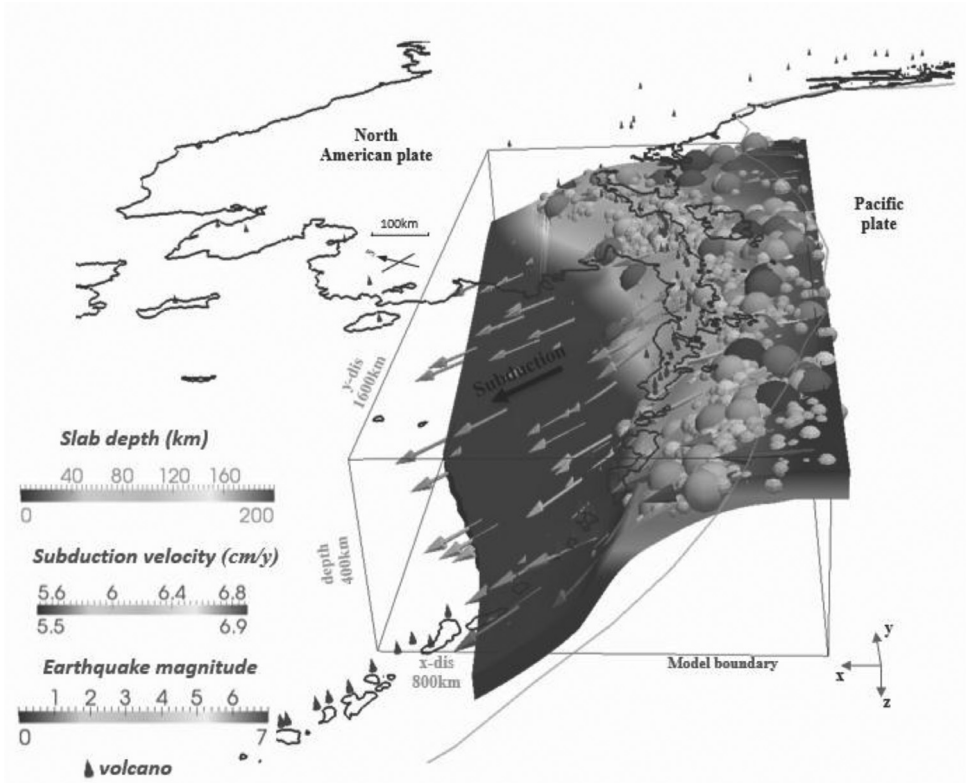 North
American plate
Pacific
plate
100km
y-dis
1600km
Subduction
Slab depth (km)
40 80 120 160
0 200
Subduction velocity (cm/y)
5.6 6 6.4 6.8
5.5 6.9
depth
400km
Earthquake magnitude
1 2 3 4 5 6
0 7
volcano
x-dis
800km
Model boundary
y
x
z